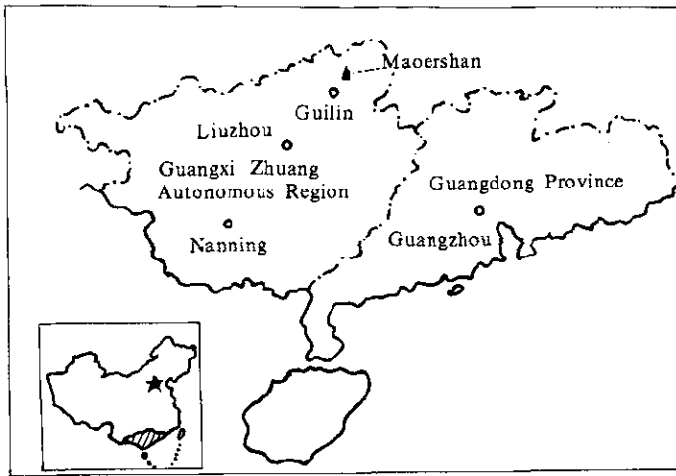 Maoershan
Guilin
Liuzhou
Guangxi Zhuang
Autonomous Region
Nanning
Guangdong Province
Guangzhou